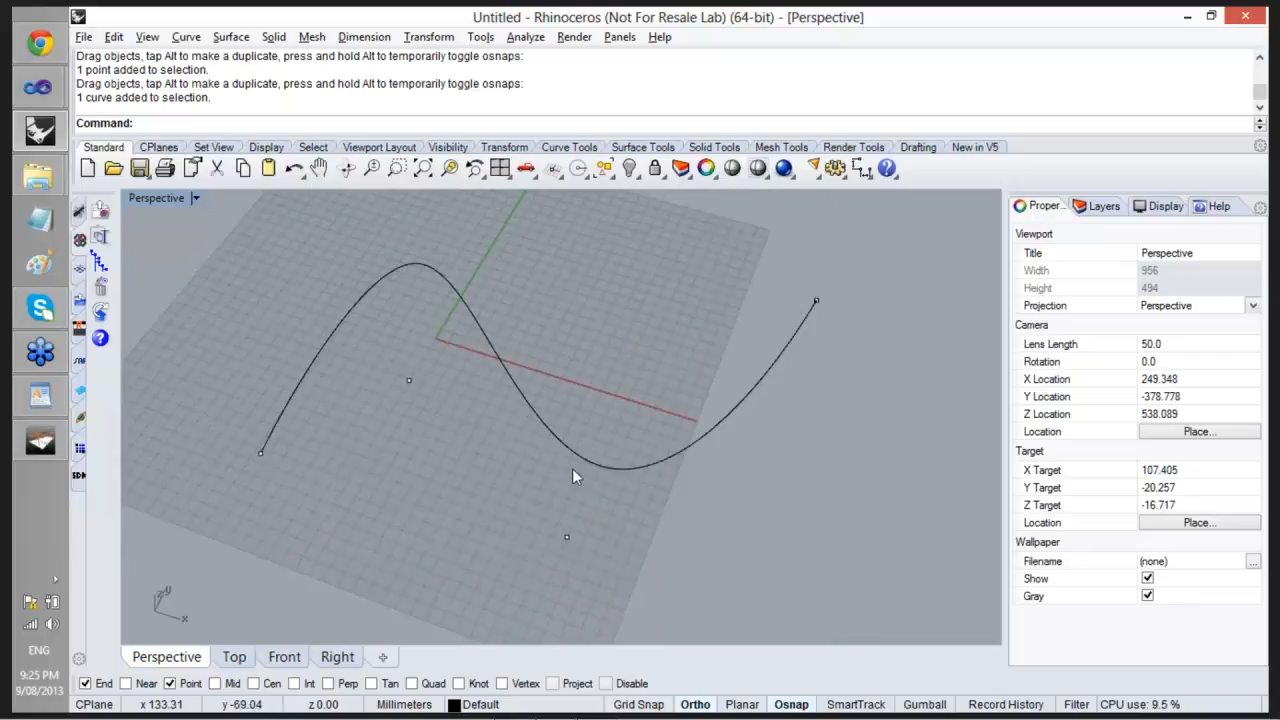 Untitled - Rhinoceros (Not For Resale Lab) (64-bit) - [Perspective]
File Edit View Curve Surface Solid Mesh Dimension Transform Tools Analyze Render Panels Help
Drag objects, tap Alt to make a duplicate, press and hold Alt to temporarily toggle osnaps:
1 point added to selection.
Drag objects, tap Alt to make a duplicate, press and hold Alt to temporarily toggle osnaps:
1 curve added to selection.
Command:
Standard CPlanes Set View Display Select Viewport Layout Visibility Transform Curve Tools Surface Tools Solid Tools Mesh Tools Render Tools Drafting New in V5
Perspective
Proper... Layers Display Help
Viewport
Title Perspective
Width 956
Height 494
Projection Perspective
Camera
Lens Length 50.0
Rotation 0.0
X Location 249.348
Y Location -378.778
Z Location 538.089
Location Place...
Target
X Target 107.405
Y Target -20.257
Z Target -16.717
Location Place...
Wallpaper
Filename (none) ...
Show
Gray
z y
x
Perspective Top Front Right
End Near Point Mid Cen Int Perp Tan Quad Knot Vertex Project Disable
CPlane x 133.31 y -69.04 z 0.00 Millimeters Default Grid Snap Ortho Planar Osnap SmartTrack Gumball Record History Filter CPU use: 9.5 %
ENG
9:25 PM
9/08/2013